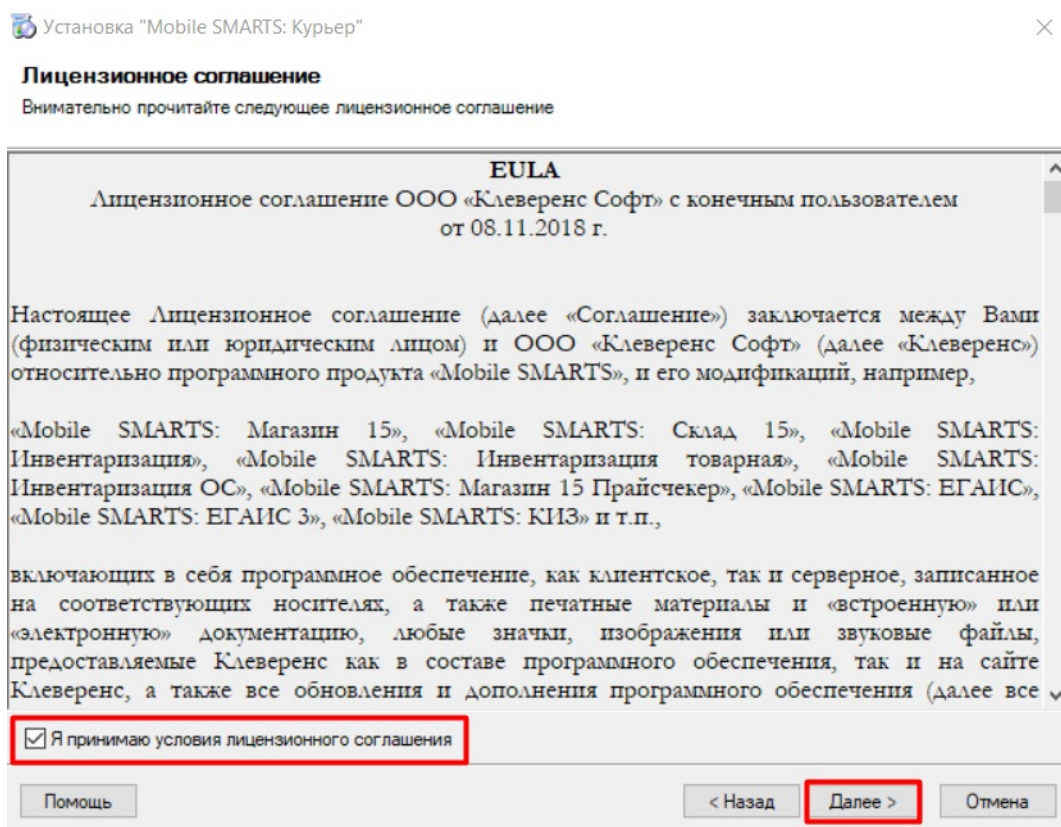 Установка "Mobile SMARTS: Курьер"
Лицензионное соглашение
Внимательно прочитайте следующее лицензионное соглашение
EULA
Лицензионное соглашение ООО «Клеверенс Софт» с конечным пользователем
от 08.11.2018 г.
Настоящее Лицензионное соглашение (далее «Соглашение») заключается между Вами
(физическим или юридическим лицом) и ООО «Клеверенс Софт» (далее «Клеверенс»)
относительно программного продукта «Mobile SMARTS», и его модификаций, например,
«Mobile SMARTS: Магазин 15», «Mobile SMARTS: Склад 15», «Mobile SMARTS:
Инвентаризация», «Mobile SMARTS: Инвентаризация товарная», «Mobile SMARTS:
Инвентаризация ОС», «Mobile SMARTS: Магазин 15 Прайсчекер», «Mobile SMARTS: ЕГАИС»,
«Mobile SMARTS: ЕГАИС 3», «Mobile SMARTS: КИЗ» и т.п.,
включающих в себя программное обеспечение, как клиентское, так и серверное, записанное
на соответствующих носителях, а также печатные материалы и «встроенную» или
«электронную» документацию, любые значки, изображения или звуковые файлы,
предоставляемые Клеверенс как в составе программного обеспечения, так и на сайте
Клеверенс, а также все обновления и дополнения программного обеспечения (далее все
Я принимаю условия лицензионного соглашения
Помощь
< Назад
Далее >
Отмена